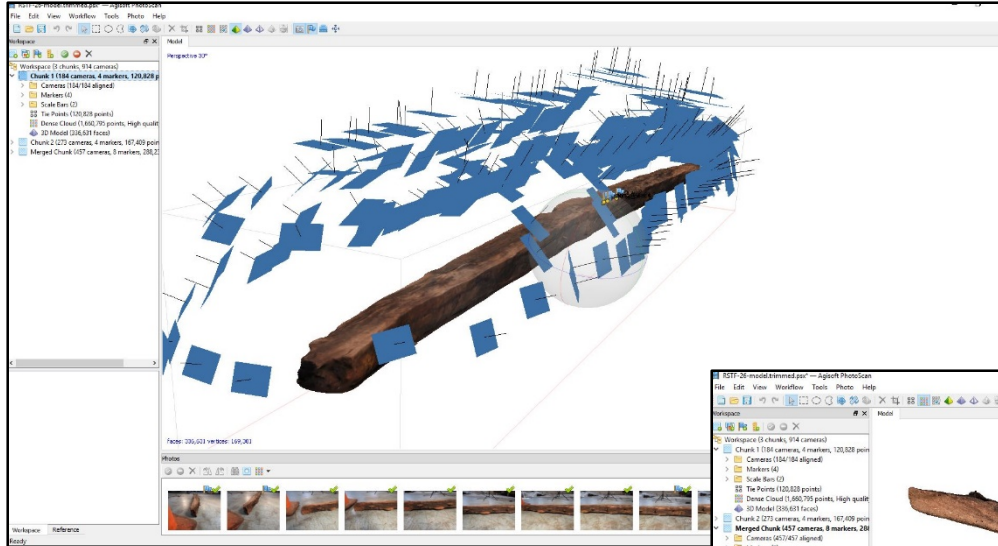 RSTF-26-model.trimmed.psx* — Agisoft PhotoScan
File Edit View Workflow Tools Photo Help
Workspace
Model
Workspace (3 chunks, 914 cameras)
Chunk 1 (184 cameras, 4 markers, 120,828 p
Cameras (184/184 aligned)
Markers (4)
Scale Bars (2)
Tie Points (120,828 points)
Dense Cloud (1,660,795 points, High qualit
3D Model (336,631 faces)
Chunk 2 (273 cameras, 4 markers, 167,409 poin
Merged Chunk (457 cameras, 8 markers, 288,23
Perspective 30°
Faces: 336,631 vertices: 169,381
Photos
Workspace Reference
Ready
RSTF-26-model.trimmed.psx* — Agisoft PhotoScan
File Edit View Workflow Tools Photo Help
Workspace
Model
Workspace (3 chunks, 914 cameras)
Chunk 1 (184 cameras, 4 markers, 120,828 poin
Cameras (184/184 aligned)
Markers (4)
Scale Bars (2)
Tie Points (120,828 points)
Dense Cloud (1,660,795 points, High qualit
3D Model (336,631 faces)
Chunk 2 (273 cameras, 4 markers, 167,409 poin
Merged Chunk (457 cameras, 8 markers, 288
Cameras (457/457 aligned)